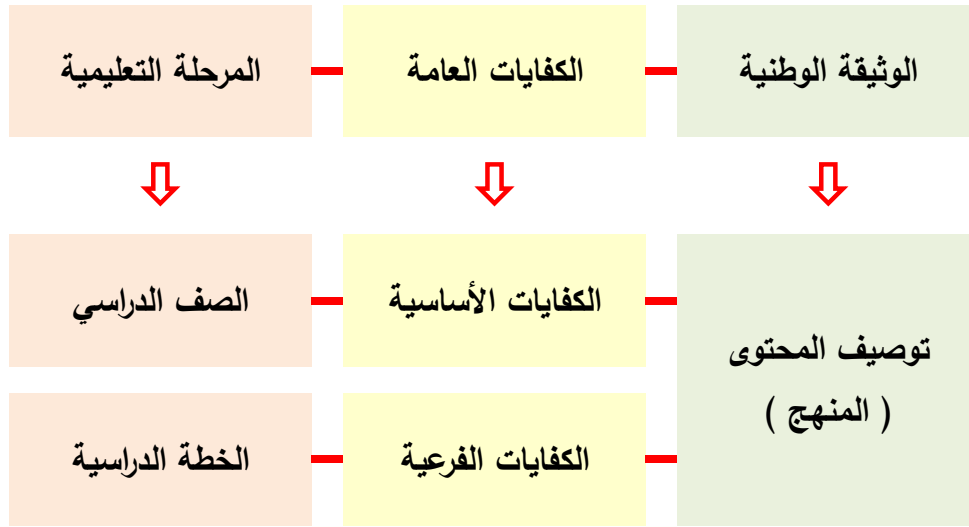 الوثيقة الوطنية
الكفايات العامة
المرحلة التعليمية
توصيف المحتوى
( المنهج )
الكفايات الأساسية
الصف الدراسي
الكفايات الفرعية
الخطة الدراسية